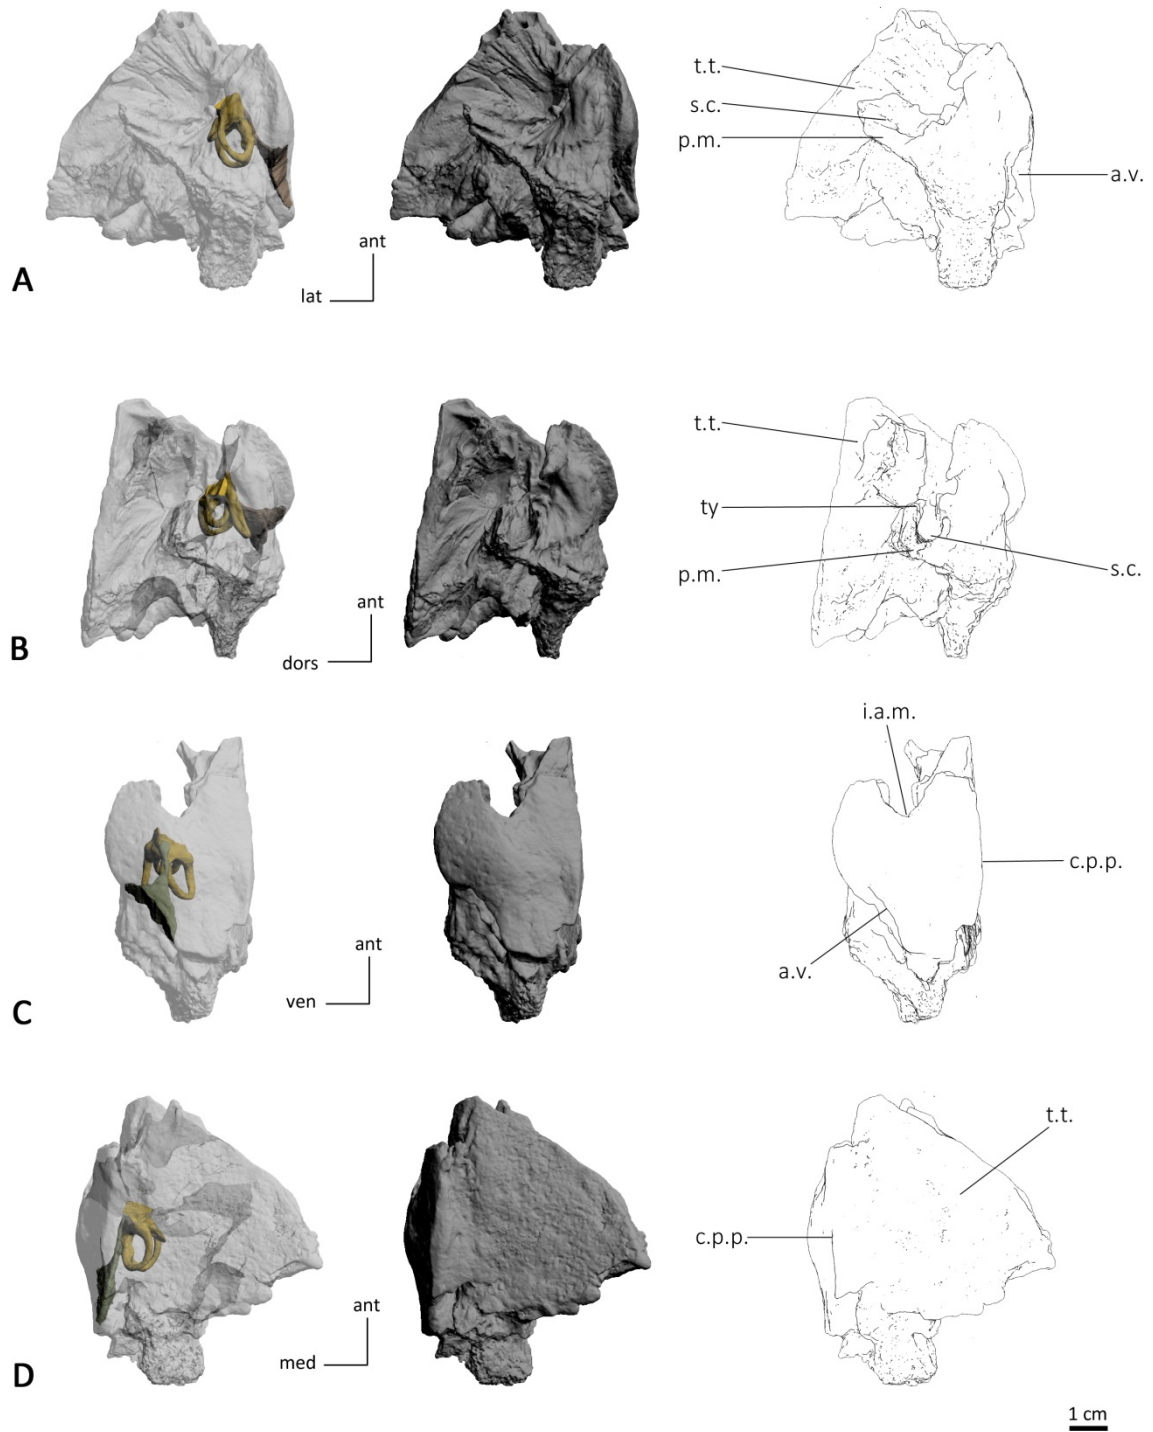 t.t.
s.c.
p.m.
a.v.
ant
lat
A
t.t.
ty
p.m.
s.c.
ant
dors
B
i.a.m.
c.p.p.
a.v.
ant
ven
C
t.t.
c.p.p.
ant
med
D
1 cm